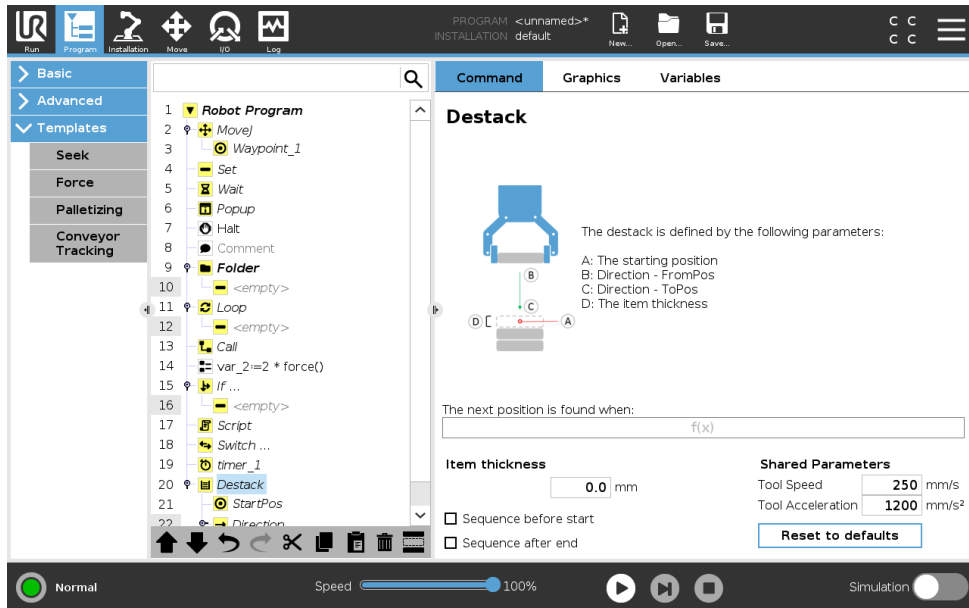 UR
PROGRAM <unnamed>*
INSTALLATION default
Run
Program
Installation
Move
I/O
Log
New...
Open...
Save...
C C
C C
Basic
Advanced
Templates
Seek
Force
Palletizing
Conveyor
Tracking
1 Robot Program
2 MoveJ
3 Waypoint_1
4 Set
5 Wait
6 Popup
7 Halt
8 Comment
9 Folder
10 <empty>
11 Loop
12 <empty>
13 Call
14 var_2:=2 * force()
15 If ...
16 <empty>
17 Script
18 Switch ...
19 timer_1
20 Destack
21 StartPos
22 Direction
Command
Graphics
Variables
Destack
B
C
D
A
The destack is defined by the following parameters:
A: The starting position
B: Direction - FromPos
C: Direction - ToPos
D: The item thickness
The next position is found when:
f(x)
Item thickness
0.0 mm
Sequence before start
Sequence after end
Shared Parameters
Tool Speed 250 mm/s
Tool Acceleration 1200 mm/s²
Reset to defaults
Normal
Speed 100%
Simulation